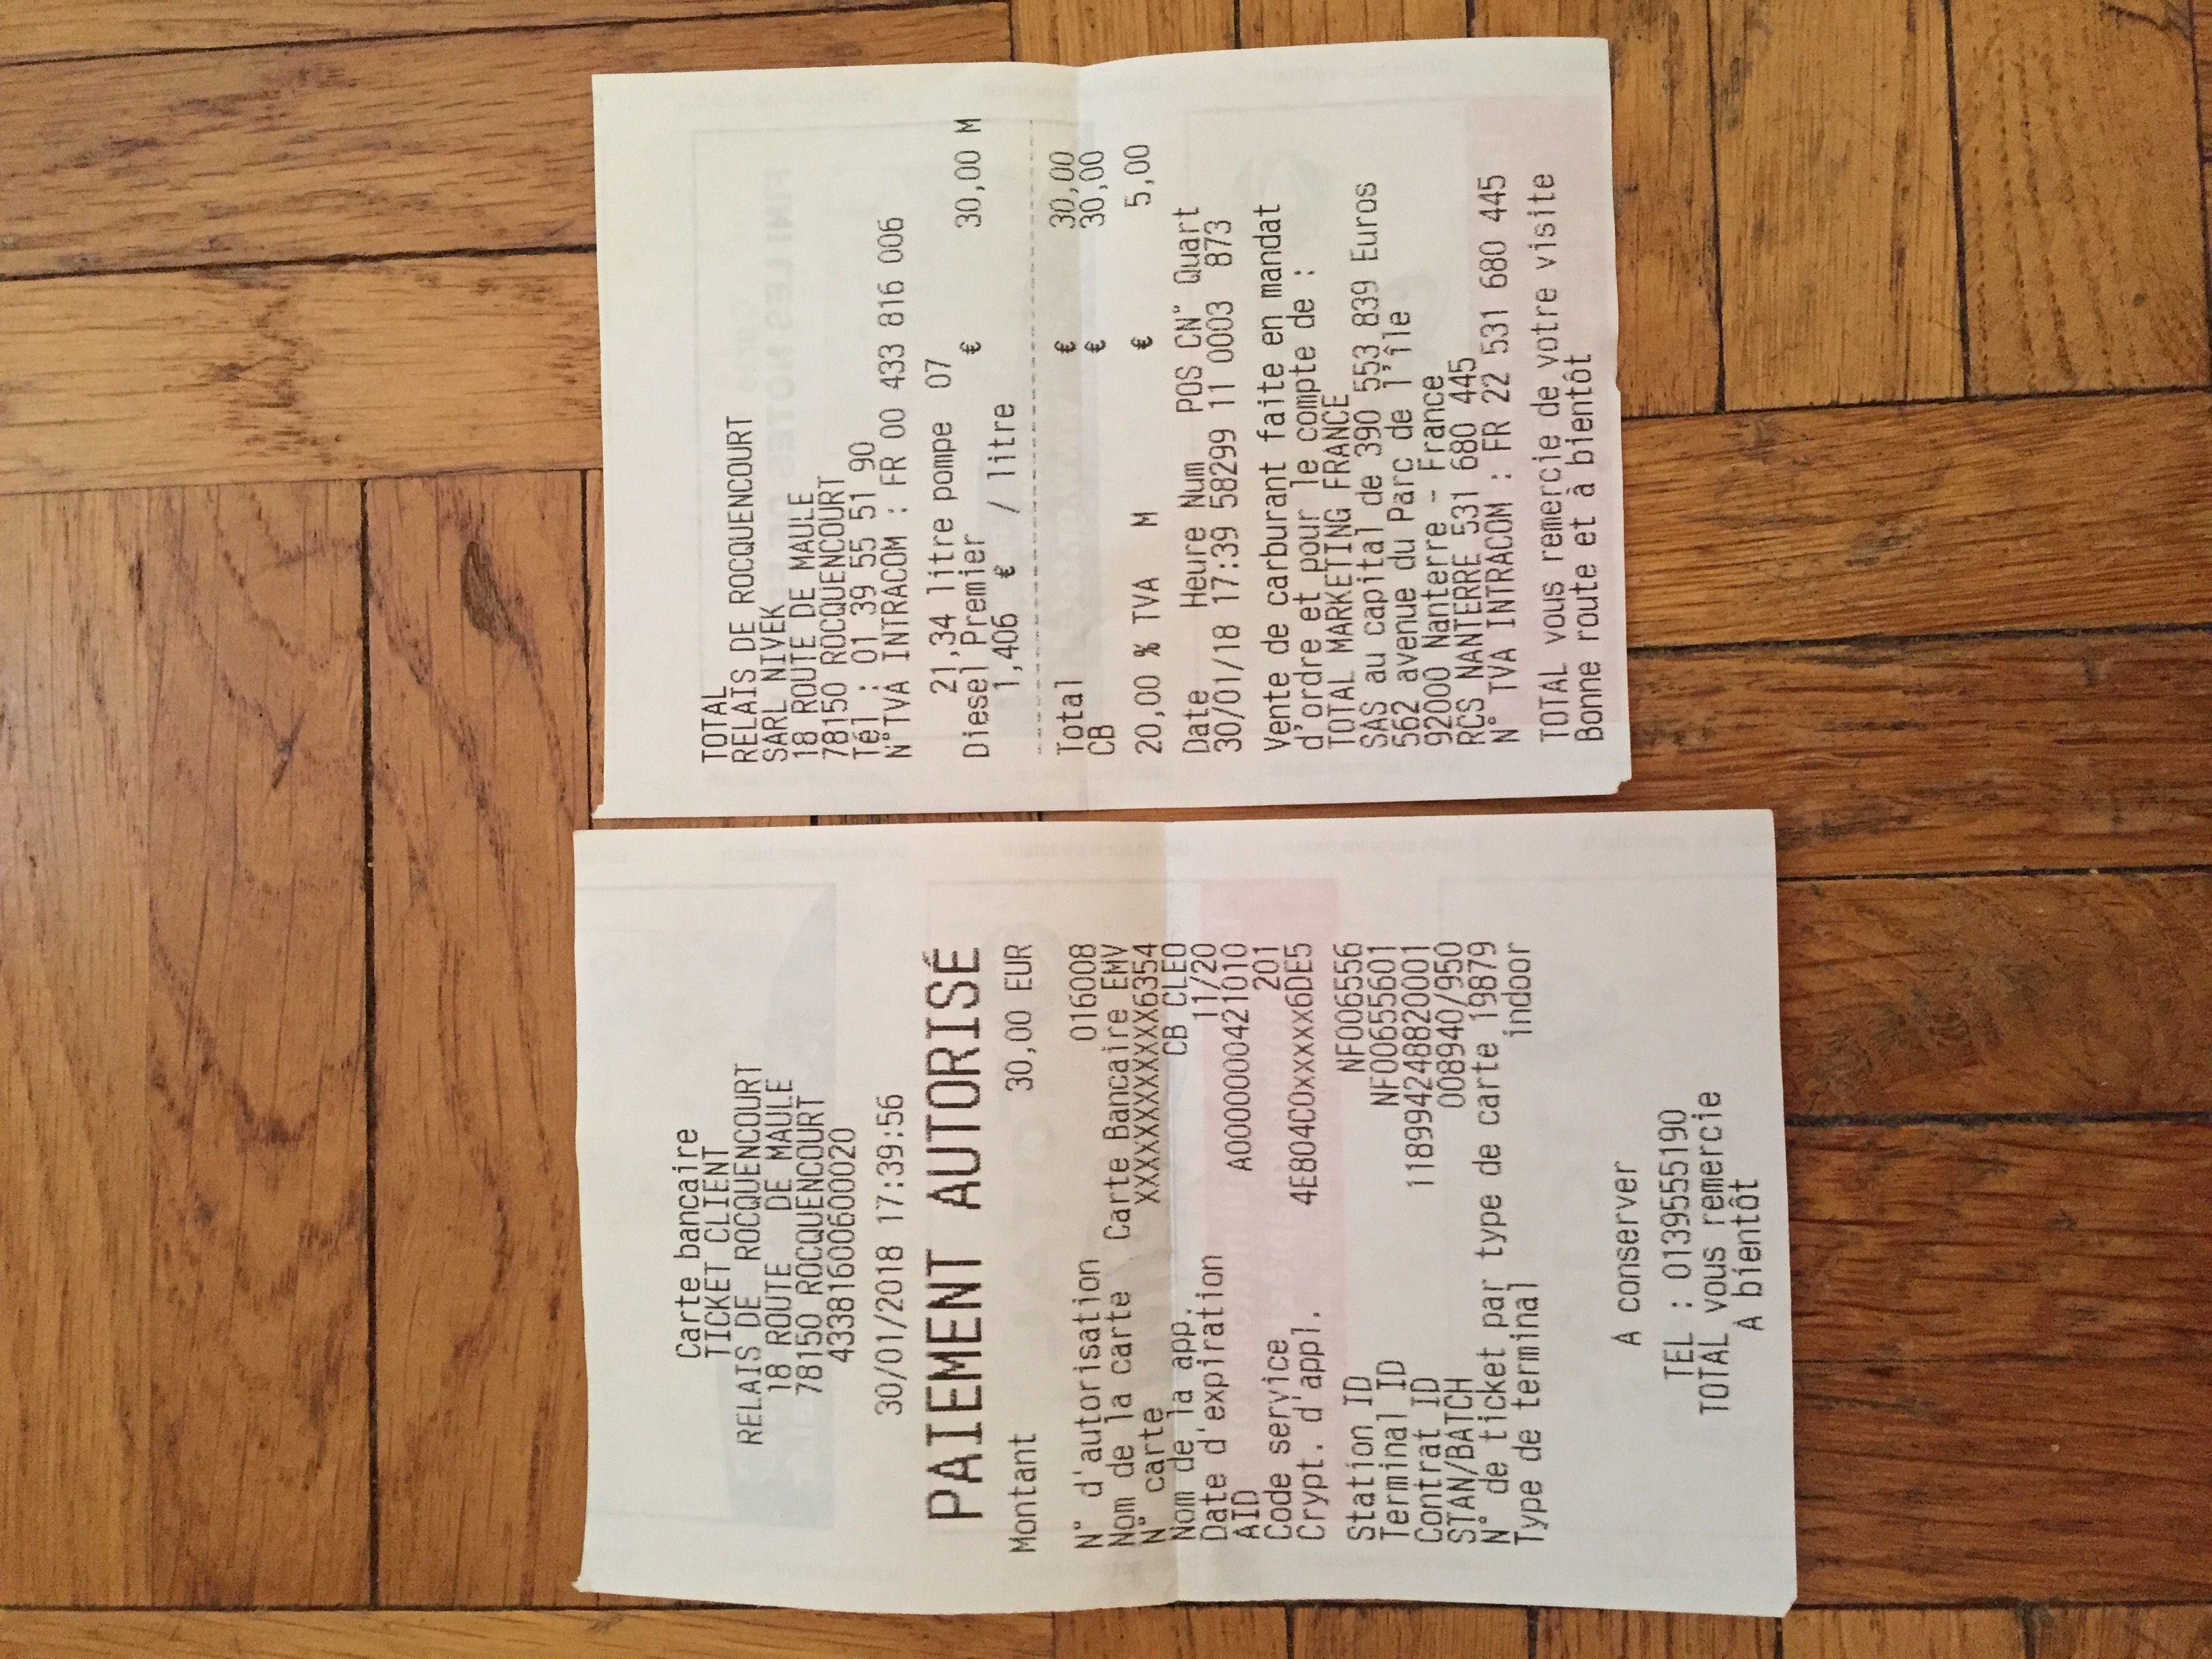 Carte bancaire
TICKET CLIENT
RELAIS DE ROCQUENCOURT
18 ROUTE DE MAULE
78150 ROCQUENCOURT
43381600600020
30/01/2018 17:39:56
PAIEMENT AUTORISÉ
Montant 30,00 EUR
N° d'autorisation 016008
Nom de la carte Carte Bancaire EMV
N° carte XXXXXXXXXXXX6354
Nom de la app. CB CLEO
Date d'expiration 11/20
AID A0000000421010
Code service 201
Crypt. d'appl. 4E804C0xxxxx6DE5
Station ID NF006556
Terminal ID NF00655601
Contrat ID 118994248820001
STAN/BATCH 008940/950
N° de ticket par type de carte 19879
Type de terminal indoor
A conserver
TEL : 0139555190
TOTAL vous remercie
A bientôt
TOTAL
RELAIS DE ROCQUENCOURT
SARL NIVEK
18 ROUTE DE MAULE
78150 ROCQUENCOURT
Tél : 01 39 55 51 90
N°TVA INTRACOM : FR 00 433 816 006
21,34 litre pompe 07
Diesel Premier € 30,00 M
1,406 € / litre
Total € 30,00
CB € 30,00
20,00 % TVA M € 5,00
Date Heure Num POS CN° Quart
30/01/18 17:39 58299 11 0003 873
Vente de carburant faite en mandat
d'ordre et pour le compte de :
TOTAL MARKETING FRANCE
SAS au capital de 390 553 839 Euros
562 avenue du Parc de l'île
92000 Nanterre - France
RCS NANTERRE 531 680 445
N° TVA INTRACOM : FR 22 531 680 445
TOTAL vous remercie de votre visite
Bonne route et à bientôt